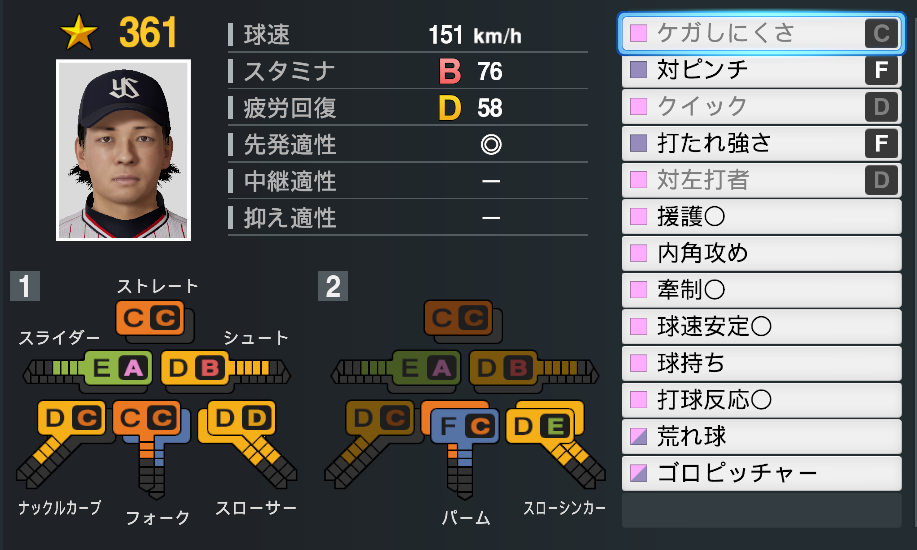 361
球速 151 km/h
スタミナ B 76
疲労回復 D 58
先発適性 ◎
中継適性 ―
抑え適性 ―
YS
1
ストレート
C C
スライダー
シュート
E A
D B
D C
C C
D D
ナックルカーブ
フォーク
スローサー
2
C C
E A
D B
D C
F C
D E
パーム
スローシンカー
ケガしにくさ C
対ピンチ F
クイック D
打たれ強さ F
対左打者 D
援護〇
内角攻め
牽制〇
球速安定〇
球持ち
打球反応〇
荒れ球
ゴロピッチャー